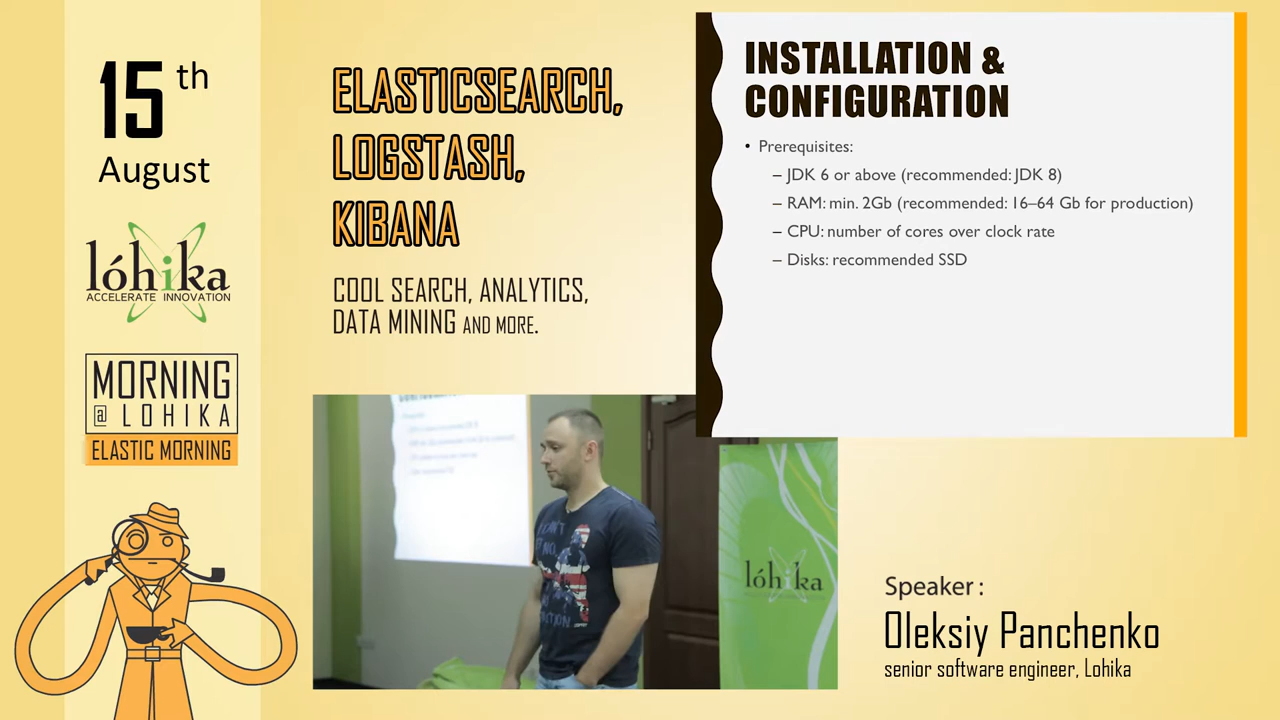 15th
August
lóhika
ACCELERATE INNOVATION
MORNING
@ LOHIKA
ELASTIC MORNING
ELASTICSEARCH,
LOGSTASH,
KIBANA
COOL SEARCH, ANALYTICS,
DATA MINING AND MORE.
INSTALLATION &
CONFIGURATION
• Prerequisites:
– JDK 6 or above (recommended: JDK 8)
– RAM: min. 2Gb (recommended: 16–64 Gb for production)
– CPU: number of cores over clock rate
– Disks: recommended SSD
lóhika
Speaker :
Oleksiy Panchenko
senior software engineer, Lohika